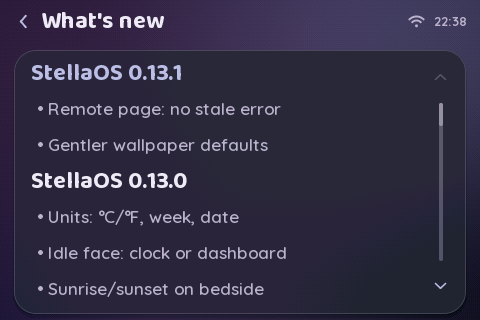 What's new
22:38
StellaOS 0.13.1
• Remote page: no stale error
• Gentler wallpaper defaults
StellaOS 0.13.0
• Units: °C/°F, week, date
• Idle face: clock or dashboard
• Sunrise/sunset on bedside